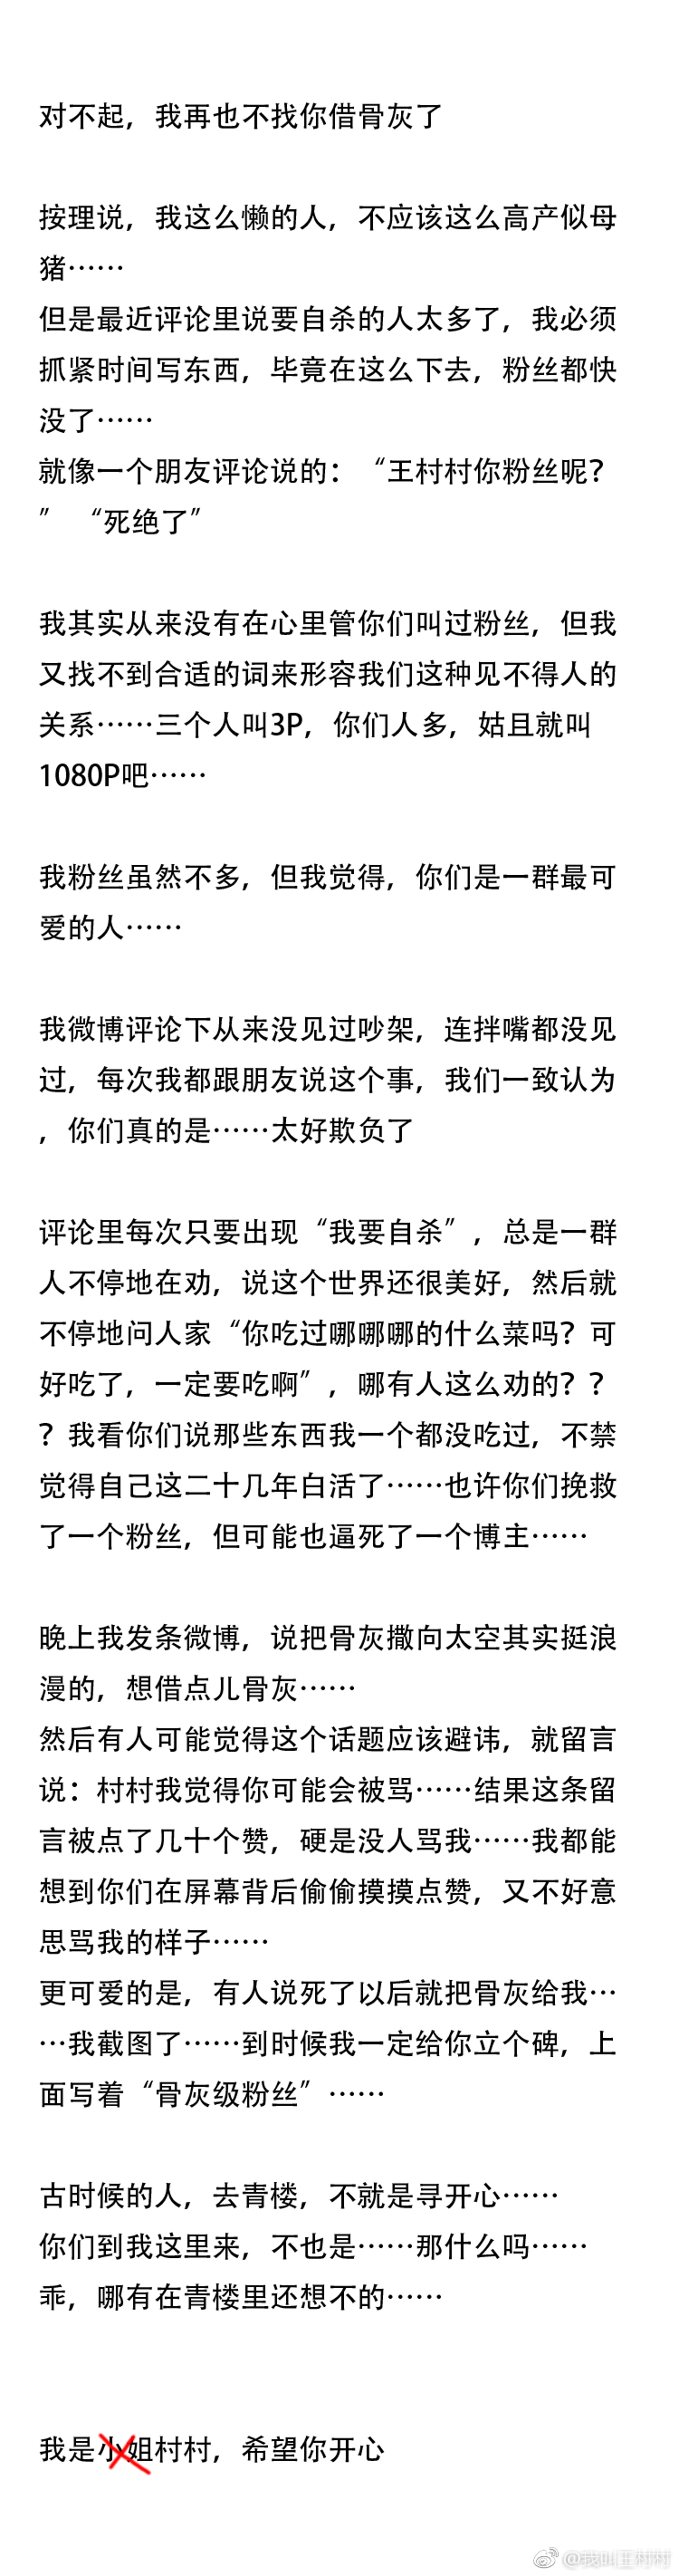 对不起，我再也不找你借骨灰了
按理说，我这么懒的人，不应该这么高产似母
猪……
但是最近评论里说要自杀的人太多了，我必须
抓紧时间写东西，毕竟在这么下去，粉丝都快
没了……
就像一个朋友评论说的：“王村村你粉丝呢？
”“死绝了”
我其实从来没有在心里管你们叫过粉丝，但我
又找不到合适的词来形容我们这种见不得人的
关系……三个人叫3P，你们人多，姑且就叫
1080P吧……
我粉丝虽然不多，但我觉得，你们是一群最可
爱的人……
我微博评论下从来没见过吵架，连拌嘴都没见
过，每次我都跟朋友说这个事，我们一致认为
，你们真的是……太好欺负了
评论里每次只要出现“我要自杀”，总是一群
人不停地在劝，说这个世界还很美好，然后就
不停地问人家“你吃过哪哪哪的什么菜吗？可
好吃了，一定要吃啊”，哪有人这么劝的？？
？我看你们说那些东西我一个都没吃过，不禁
觉得自己这二十几年白活了……也许你们挽救
了一个粉丝，但可能也逼死了一个博主……
晚上我发条微博，说把骨灰撒向太空其实挺浪
漫的，想借点儿骨灰……
然后有人可能觉得这个话题应该避讳，就留言
说：村村我觉得你可能会被骂……结果这条留
言被点了几十个赞，硬是没人骂我……我都能
想到你们在屏幕背后偷偷摸摸点赞，又不好意
思骂我的样子……
更可爱的是，有人说死了以后就把骨灰给我…
…我截图了……到时候我一定给你立个碑，上
面写着“骨灰级粉丝”……
古时候的人，去青楼，不就是寻开心……
你们到我这里来，不也是……那什么吗……
乖，哪有在青楼里还想不的……
我是小姐村村，希望你开心
@我叫王村村